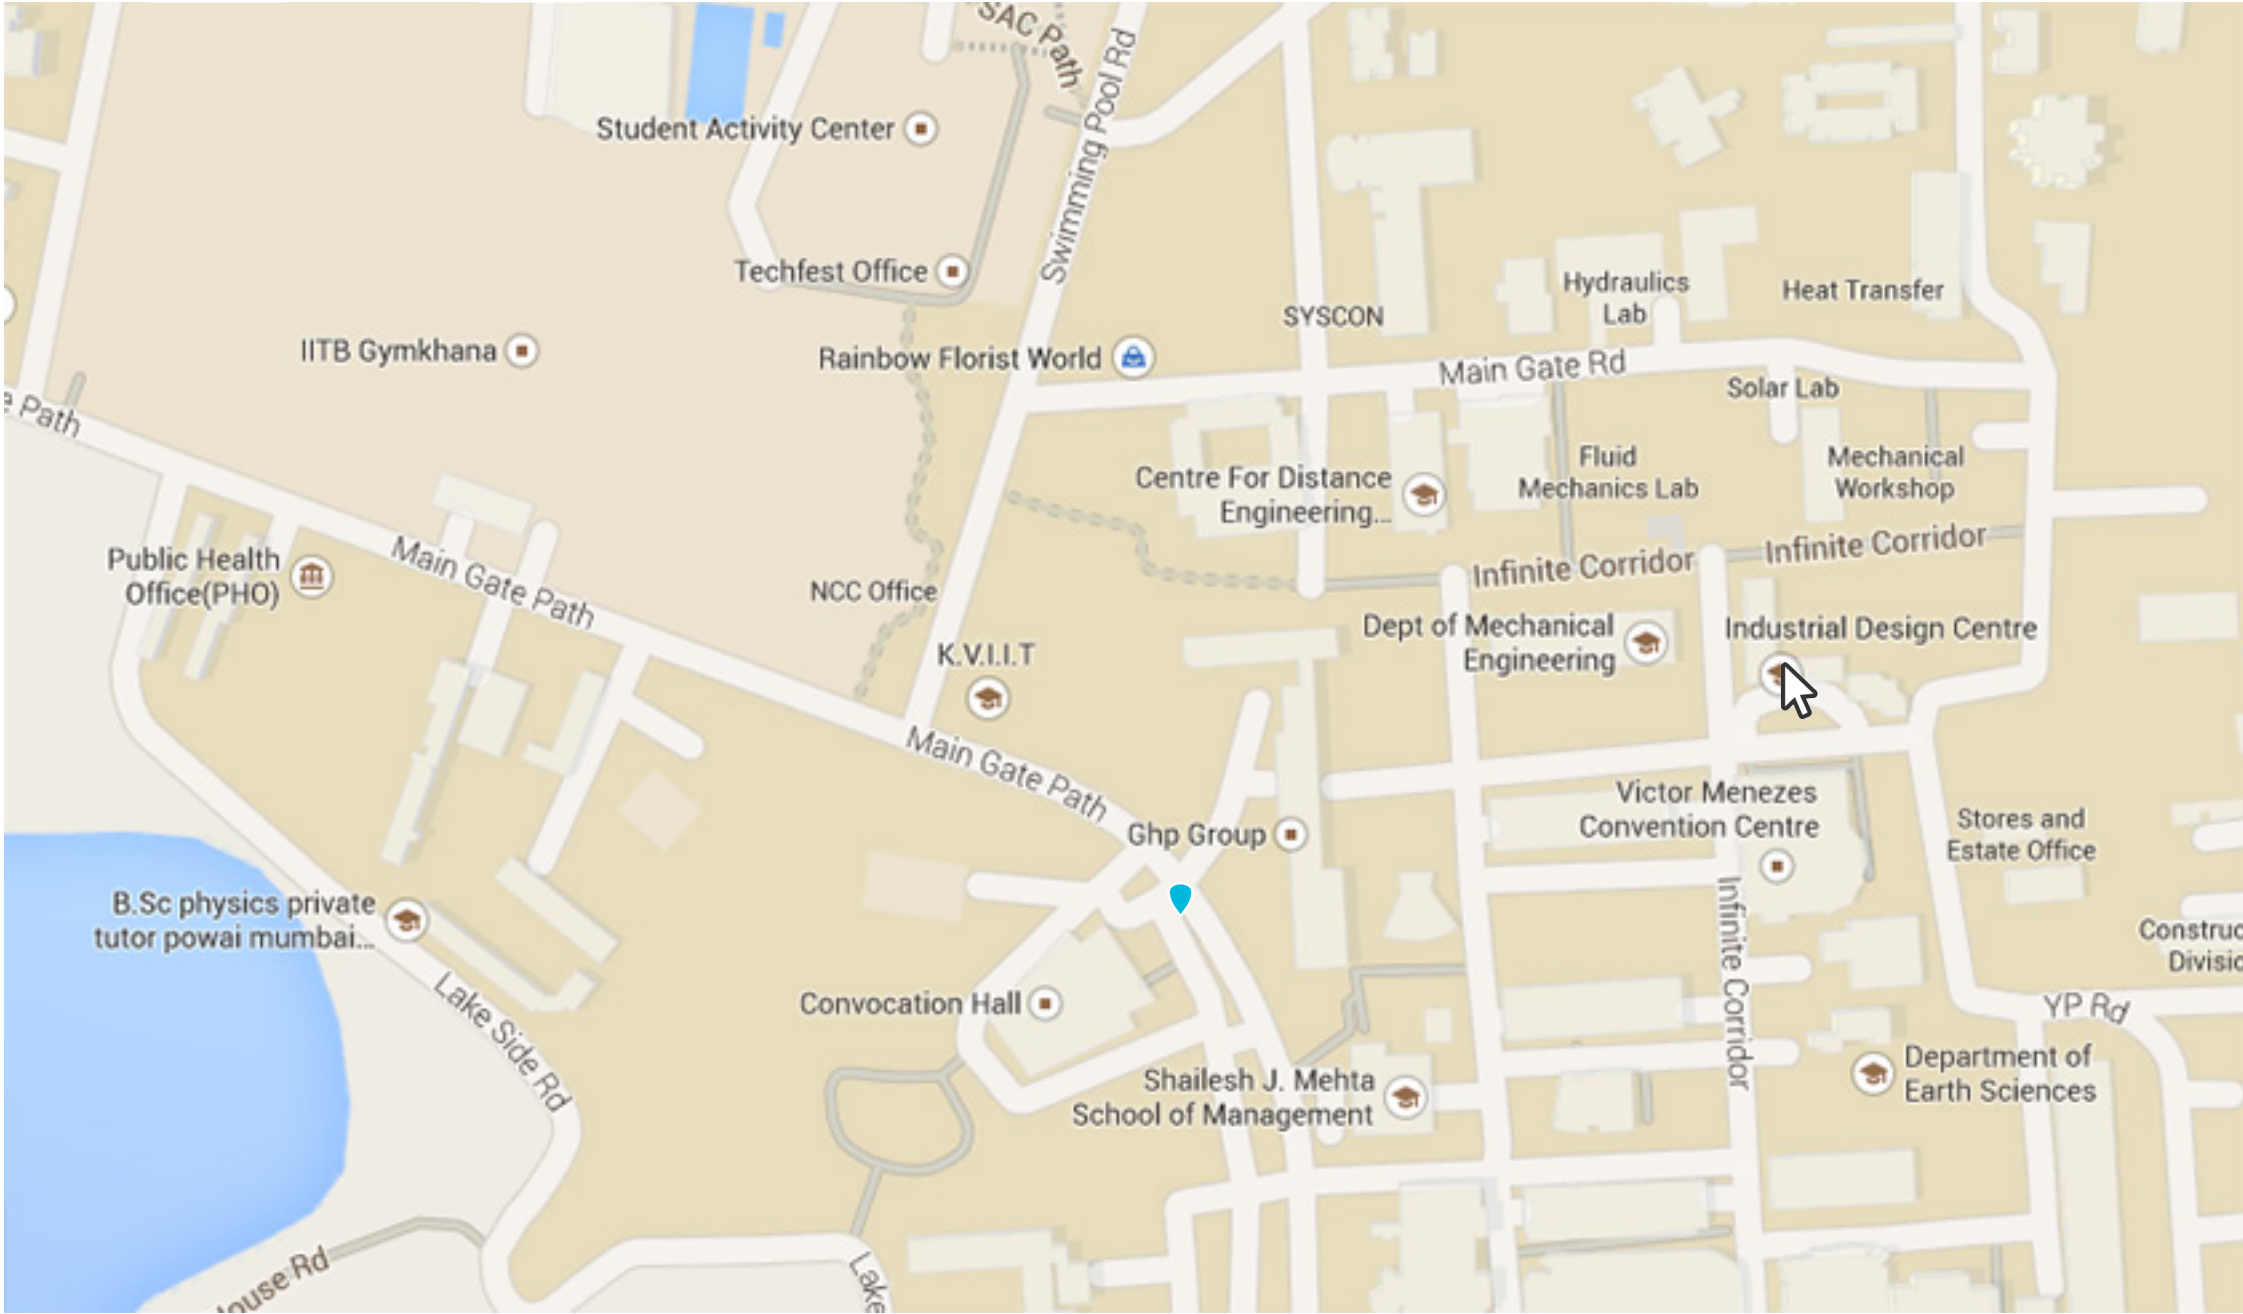 SAC Path
Swimming Pool Rd
Student Activity Center
Techfest Office
Hydraulics
Lab
Heat Transfer
SYSCON
IITB Gymkhana
Rainbow Florist World
Main Gate Rd
Solar Lab
Path
Centre For Distance
Engineering...
Fluid
Mechanics Lab
Mechanical
Workshop
Public Health
Office(PHO)
Main Gate Path
NCC Office
Infinite Corridor
Infinite Corridor
K.V.I.I.T
Dept of Mechanical
Engineering
Industrial Design Centre
Main Gate Path
Ghp Group
Victor Menezes
Convention Centre
Stores and
Estate Office
B.Sc physics private
tutor powai mumbai...
Infinite Corridor
Lake Side Rd
Convocation Hall
YP Rd
Shailesh J. Mehta
School of Management
Department of
Earth Sciences
Rd
Lake